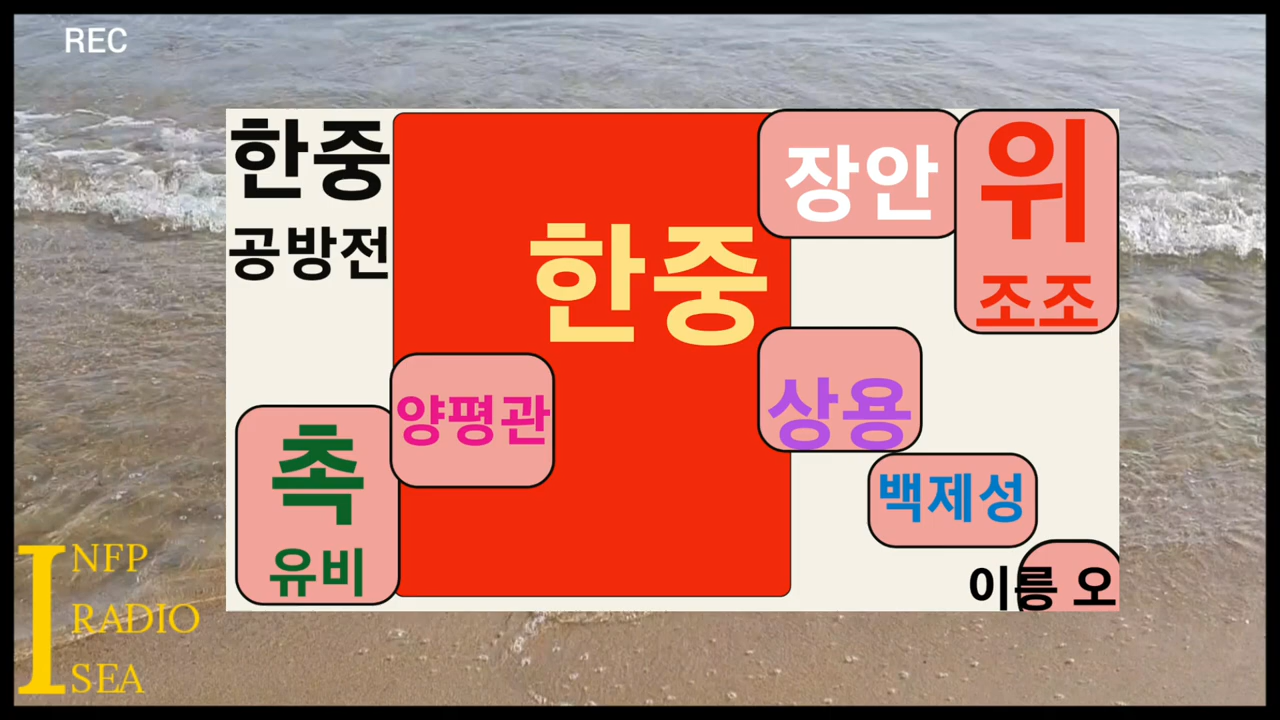 REC
한중
공방전
한중
장안
위
조조
양평관
상용
촉
유비
백제성
이릉 오
INFP
RADIO
SEA